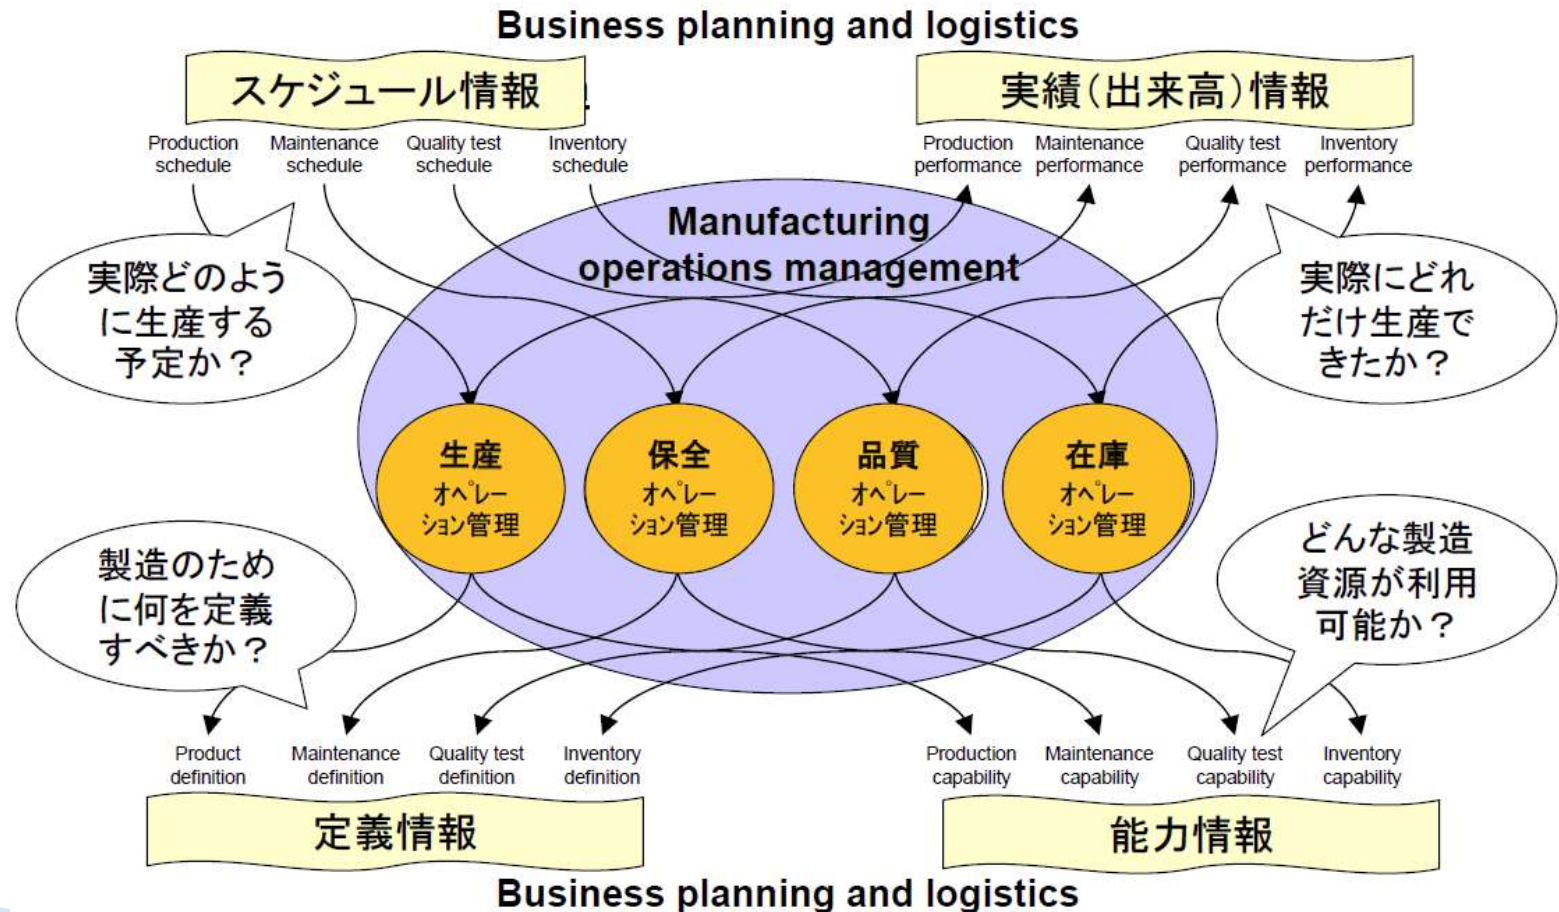 Business planning and logistics
スケジュール情報
実績（出来高）情報
Production
schedule
Maintenance
schedule
Quality test
schedule
Inventory
schedule
Production
performance
Maintenance
performance
Quality test
performance
Inventory
performance
Manufacturing
operations management
実際どのよう
に生産する
予定か？
実際にどれ
だけ生産で
きたか？
生産
ｵﾍﾟﾚｰ
ｼｮﾝ管理
保全
ｵﾍﾟﾚｰ
ｼｮﾝ管理
品質
ｵﾍﾟﾚｰ
ｼｮﾝ管理
在庫
ｵﾍﾟﾚｰ
ｼｮﾝ管理
製造のため
に何を定義
すべきか？
どんな製造
資源が利用
可能か？
Product
definition
Maintenance
definition
Quality test
definition
Inventory
definition
Production
capability
Maintenance
capability
Quality test
capability
Inventory
capability
定義情報
能力情報
Business planning and logistics